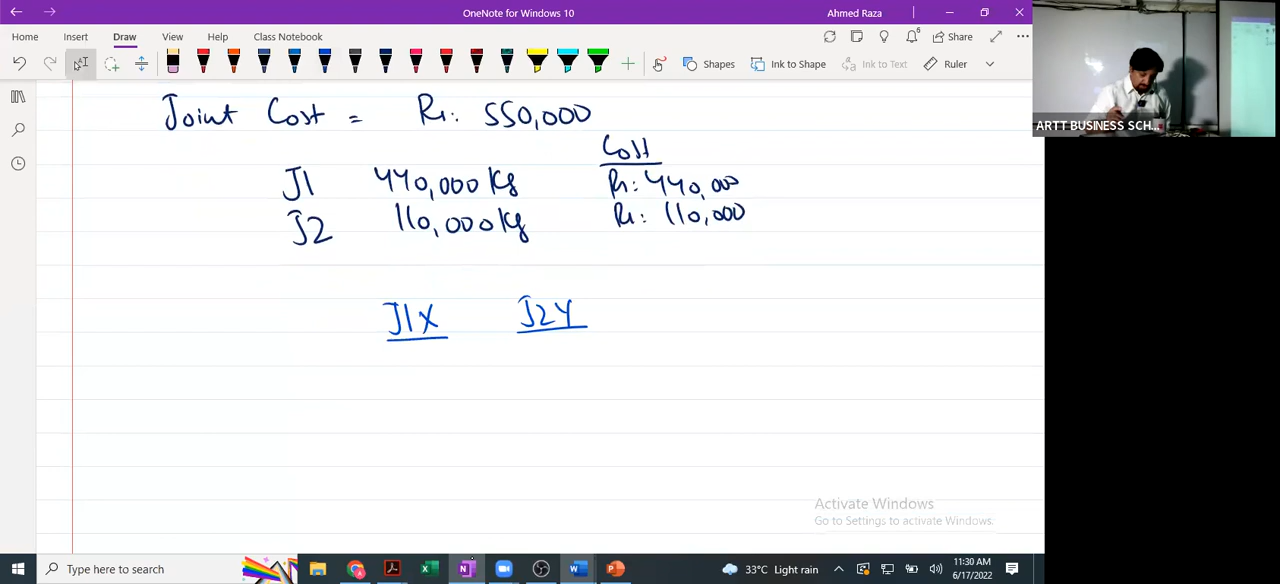 OneNote for Windows 10
Ahmed Raza
Home Insert Draw View Help Class Notebook
6 Share
Shapes Ink to Shape Ink to Text Ruler
ARTT BUSINESS SCH...
Joint Cost = Rs: 550,000
Cost
J1 440,000 Kg Rs: 440,000
J2 110,000 Kg Rs: 110,000
J1X J2Y
Activate Windows
Go to Settings to activate Windows.
Type here to search
33°C Light rain
11:30 AM
6/17/2022